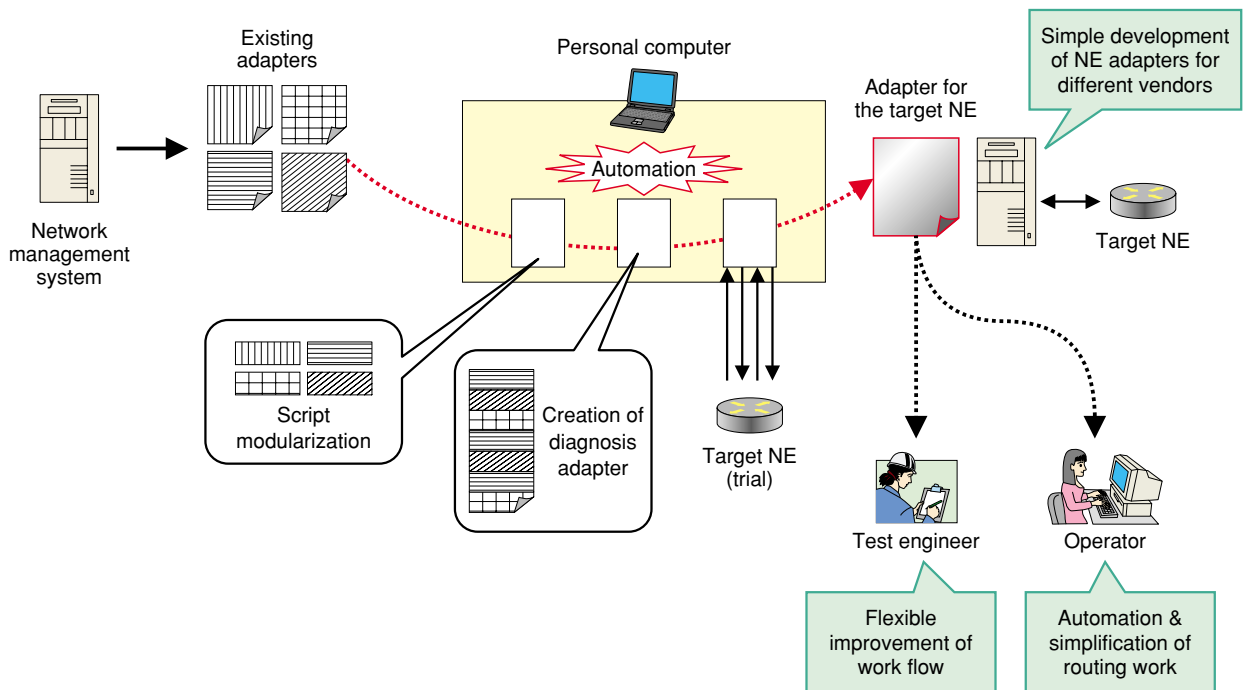 Existing
adapters
Personal computer
Adapter for
the target NE
Simple development
of NE adapters for
different vendors
Automation
Network
management
system
Target NE
Script
modularization
Creation of
diagnosis
adapter
Target NE
(trial)
Test engineer
Operator
Flexible
improvement of
work flow
Automation &
simplification of
routing work